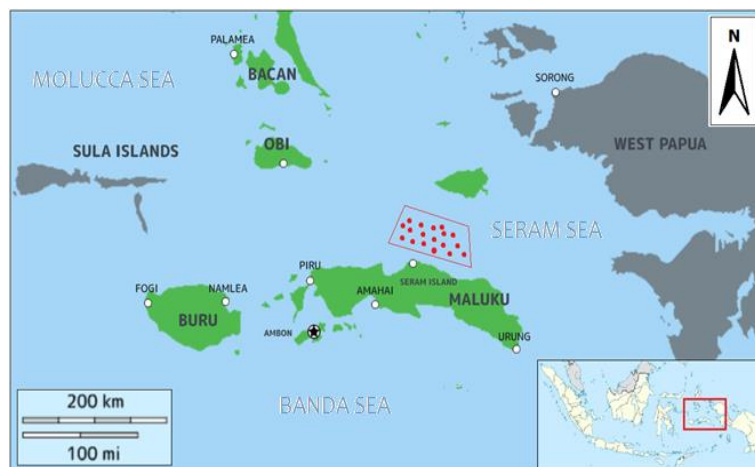 N
PALAMEA
MOLUCCA SEA
BACAN
SORONG
OBI
SULA ISLANDS
WEST PAPUA
SERAM SEA
PIRU
SERAM ISLAND
FOGI
NAMLEA
AMAHAI
MALUKU
BURU
AMBON
URUNG
200 km
BANDA SEA
100 mi